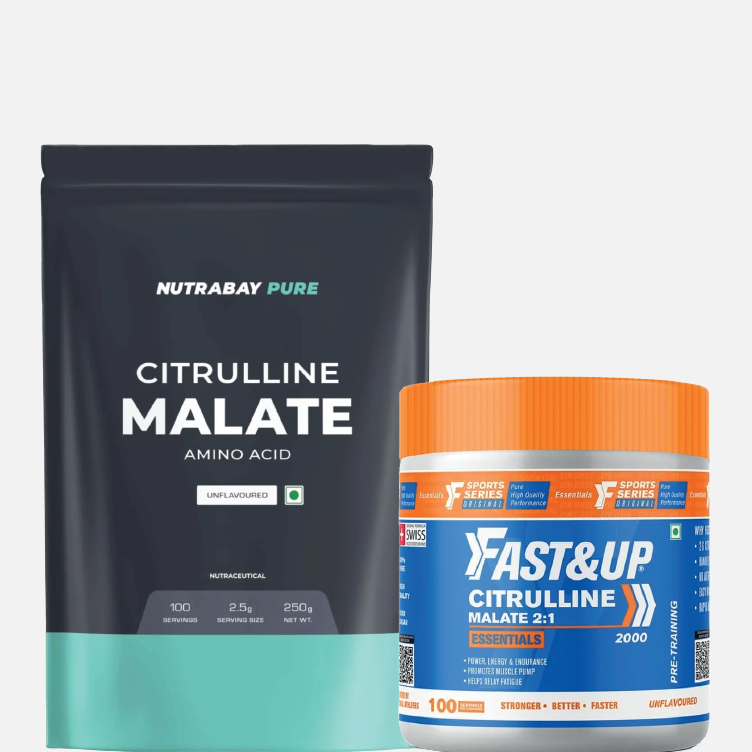 NUTRABAY PURE
CITRULLINE
MALATE
AMINO ACID
UNFLAVOURED
NUTRACEUTICAL
100 2.5g 250g
SERVINGS SERVING SIZE NET WT.
Essentials
SPORTS
SERIES
ORIGINAL
Pure
High Quality
Performance
Essentials
SPORTS
SERIES
ORIGINAL
Pure
High Quality
Performance
SWISS
FAST&UP®
CITRULLINE
MALATE 2:1
ESSENTIALS
2000
• POWER, ENERGY & ENDURANCE
• PROMOTES MUSCLE PUMP
• HELPS DELAY FATIGUE
PRE-TRAINING
100 SERVINGS
STRONGER • BETTER • FASTER
UNFLAVOURED